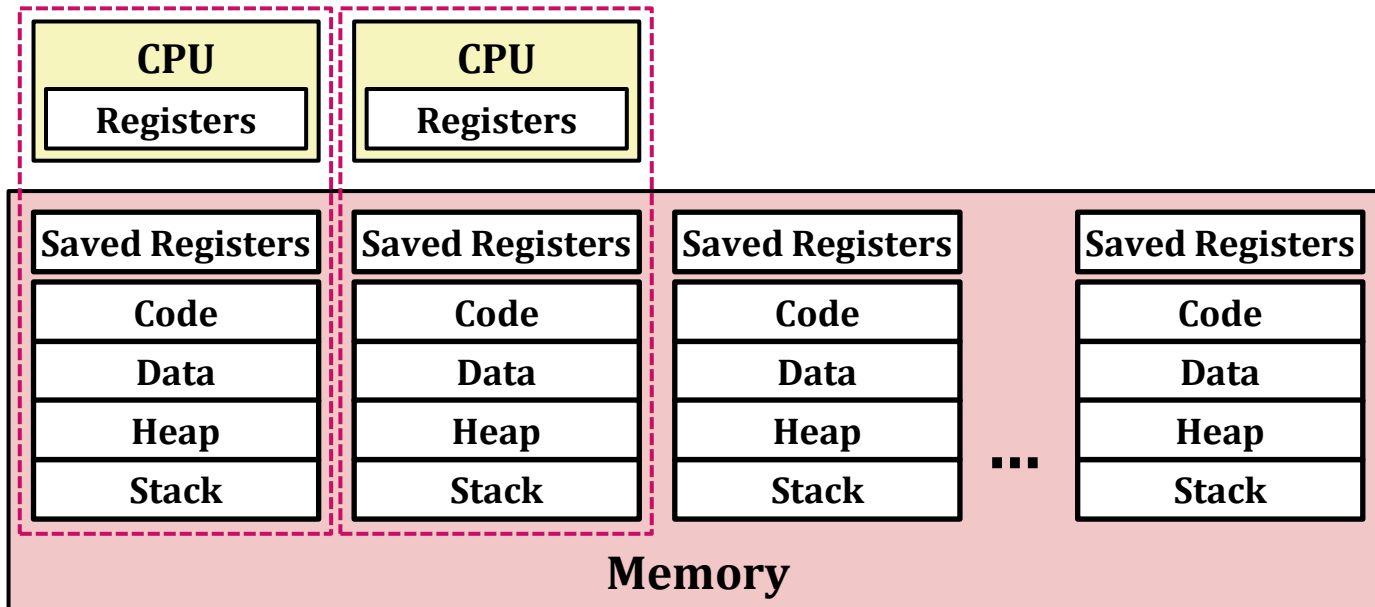 CPU
Registers
CPU
Registers
Saved Registers
Code
Data
Heap
Stack
Saved Registers
Code
Data
Heap
Stack
Saved Registers
Code
Data
Heap
Stack
...
Saved Registers
Code
Data
Heap
Stack
Memory